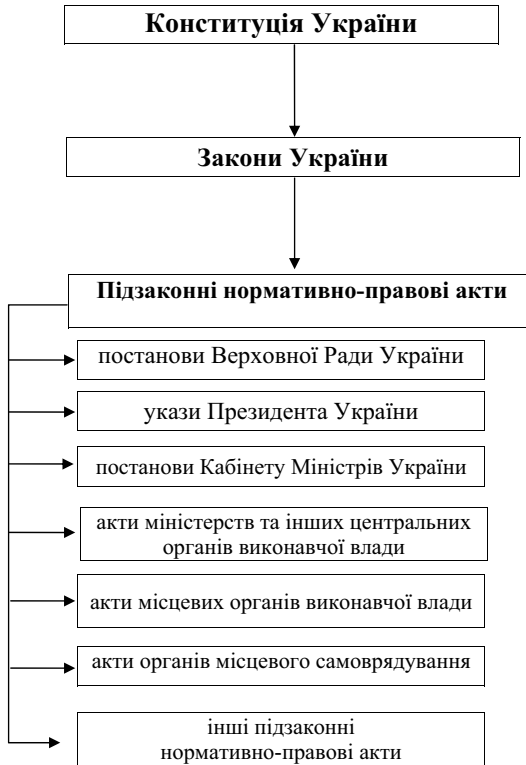 Конституція України
Закони України
Підзаконні нормативно-правові акти
постанови Верховної Ради України
укази Президента України
постанови Кабінету Міністрів України
акти міністерств та інших центральних
органів виконавчої влади
акти місцевих органів виконавчої влади
акти органів місцевого самоврядування
інші підзаконні
нормативно-правові акти